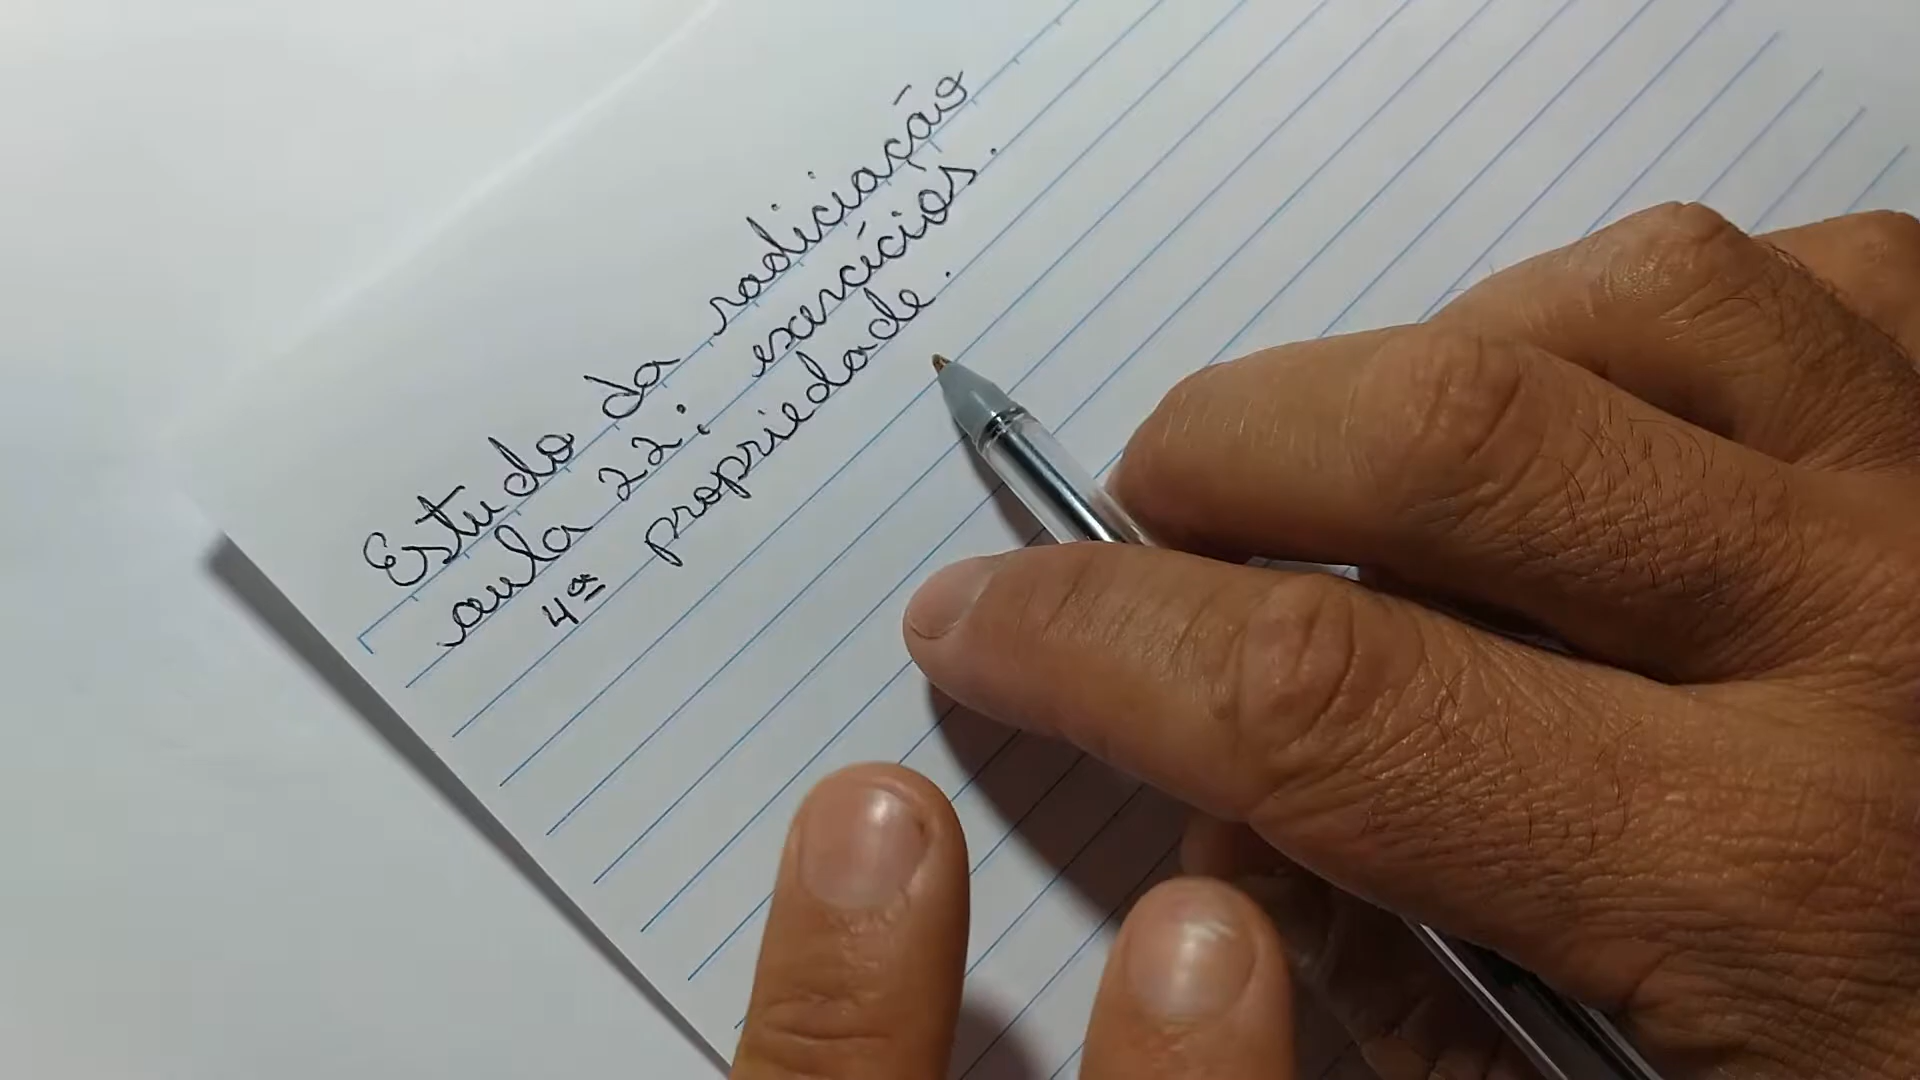 Estudo da radiciação
aula 22: exercícios.
4ª propriedade.